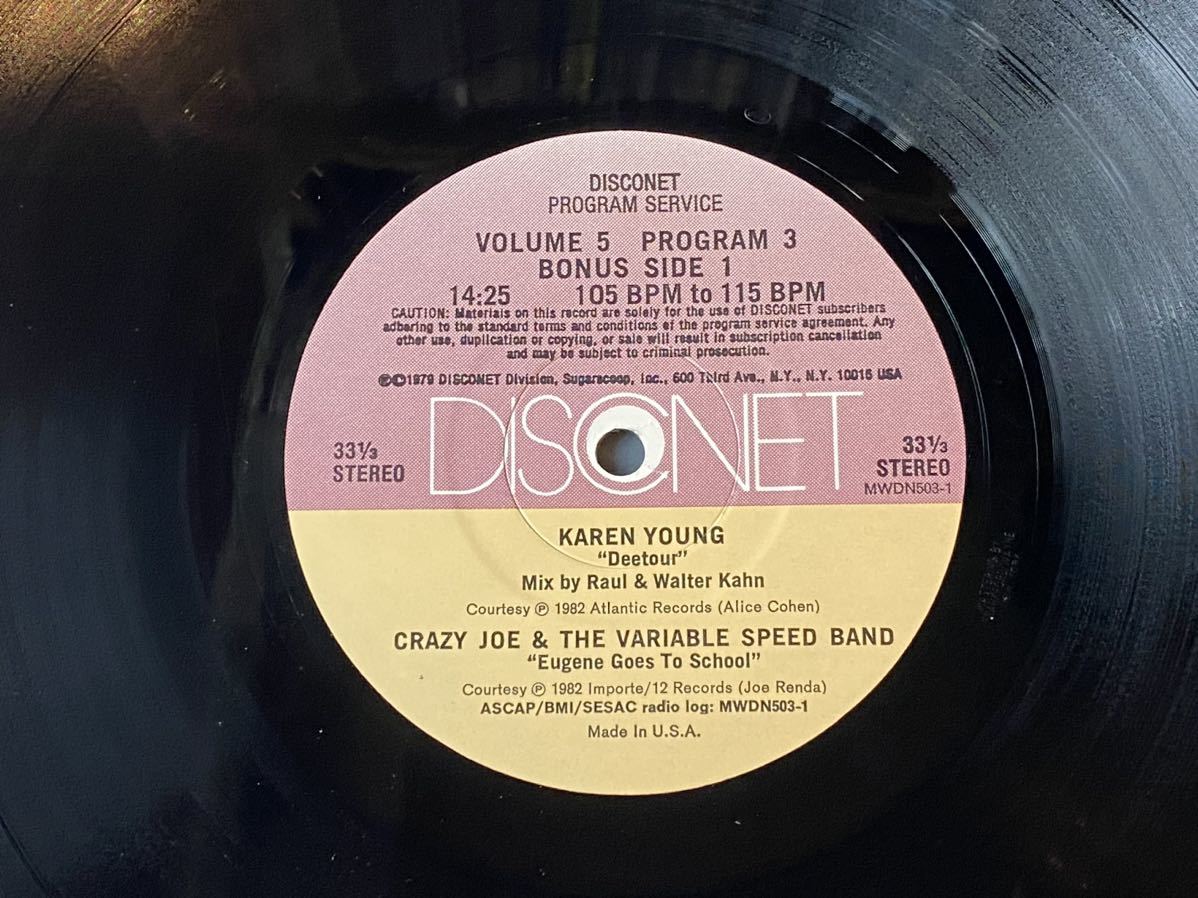 DISCONET
PROGRAM SERVICE
VOLUME 5 PROGRAM 3
BONUS SIDE 1
14:25 105 BPM to 115 BPM
CAUTION: Materials on this record are solely for the use of DISCONET subscribers
adhering to the standard terms and conditions of the program service agreement. Any
other use, duplication or copying, or sale will result in subscription cancellation
and may be subject to criminal prosecution.
℗©1979 DISCONET Division, Sugarscoop, Inc., 600 Third Ave., N.Y., N.Y. 10016 USA
DISCONET
33⅓
STEREO
33⅓
STEREO
MWDN503-1
KAREN YOUNG
"Deetour"
Mix by Raul & Walter Kahn
Courtesy ℗ 1982 Atlantic Records (Alice Cohen)
CRAZY JOE & THE VARIABLE SPEED BAND
"Eugene Goes To School"
Courtesy ℗ 1982 Importe/12 Records (Joe Renda)
ASCAP/BMI/SESAC radio log: MWDN503-1
Made In U.S.A.